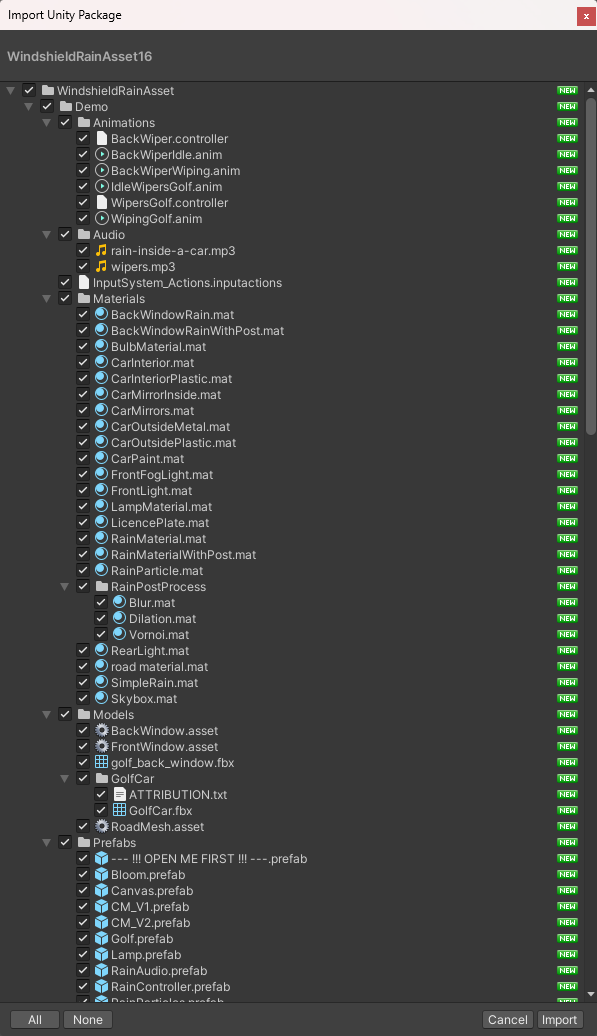 Import Unity Package
x
WindshieldRainAsset16
WindshieldRainAsset NEW
Demo NEW
Animations NEW
BackWiper.controller NEW
BackWiperIdle.anim NEW
BackWiperWiping.anim NEW
IdleWipersGolf.anim NEW
WipersGolf.controller NEW
WipingGolf.anim NEW
Audio NEW
rain-inside-a-car.mp3 NEW
wipers.mp3 NEW
InputSystem_Actions.inputactions NEW
Materials NEW
BackWindowRain.mat NEW
BackWindowRainWithPost.mat NEW
BulbMaterial.mat NEW
CarInterior.mat NEW
CarInteriorPlastic.mat NEW
CarMirrorInside.mat NEW
CarMirrors.mat NEW
CarOutsideMetal.mat NEW
CarOutsidePlastic.mat NEW
CarPaint.mat NEW
FrontFogLight.mat NEW
FrontLight.mat NEW
LampMaterial.mat NEW
LicencePlate.mat NEW
RainMaterial.mat NEW
RainMaterialWithPost.mat NEW
RainParticle.mat NEW
RainPostProcess NEW
Blur.mat NEW
Dilation.mat NEW
Vornoi.mat NEW
RearLight.mat NEW
road material.mat NEW
SimpleRain.mat NEW
Skybox.mat NEW
Models NEW
BackWindow.asset NEW
FrontWindow.asset NEW
golf_back_window.fbx NEW
GolfCar NEW
ATTRIBUTION.txt NEW
GolfCar.fbx NEW
RoadMesh.asset NEW
Prefabs NEW
--- !!! OPEN ME FIRST !!! ---.prefab NEW
Bloom.prefab NEW
Canvas.prefab NEW
CM_V1.prefab NEW
CM_V2.prefab NEW
Golf.prefab NEW
Lamp.prefab NEW
RainAudio.prefab NEW
RainController.prefab NEW
RainParticles.prefab NEW
All None Cancel Import